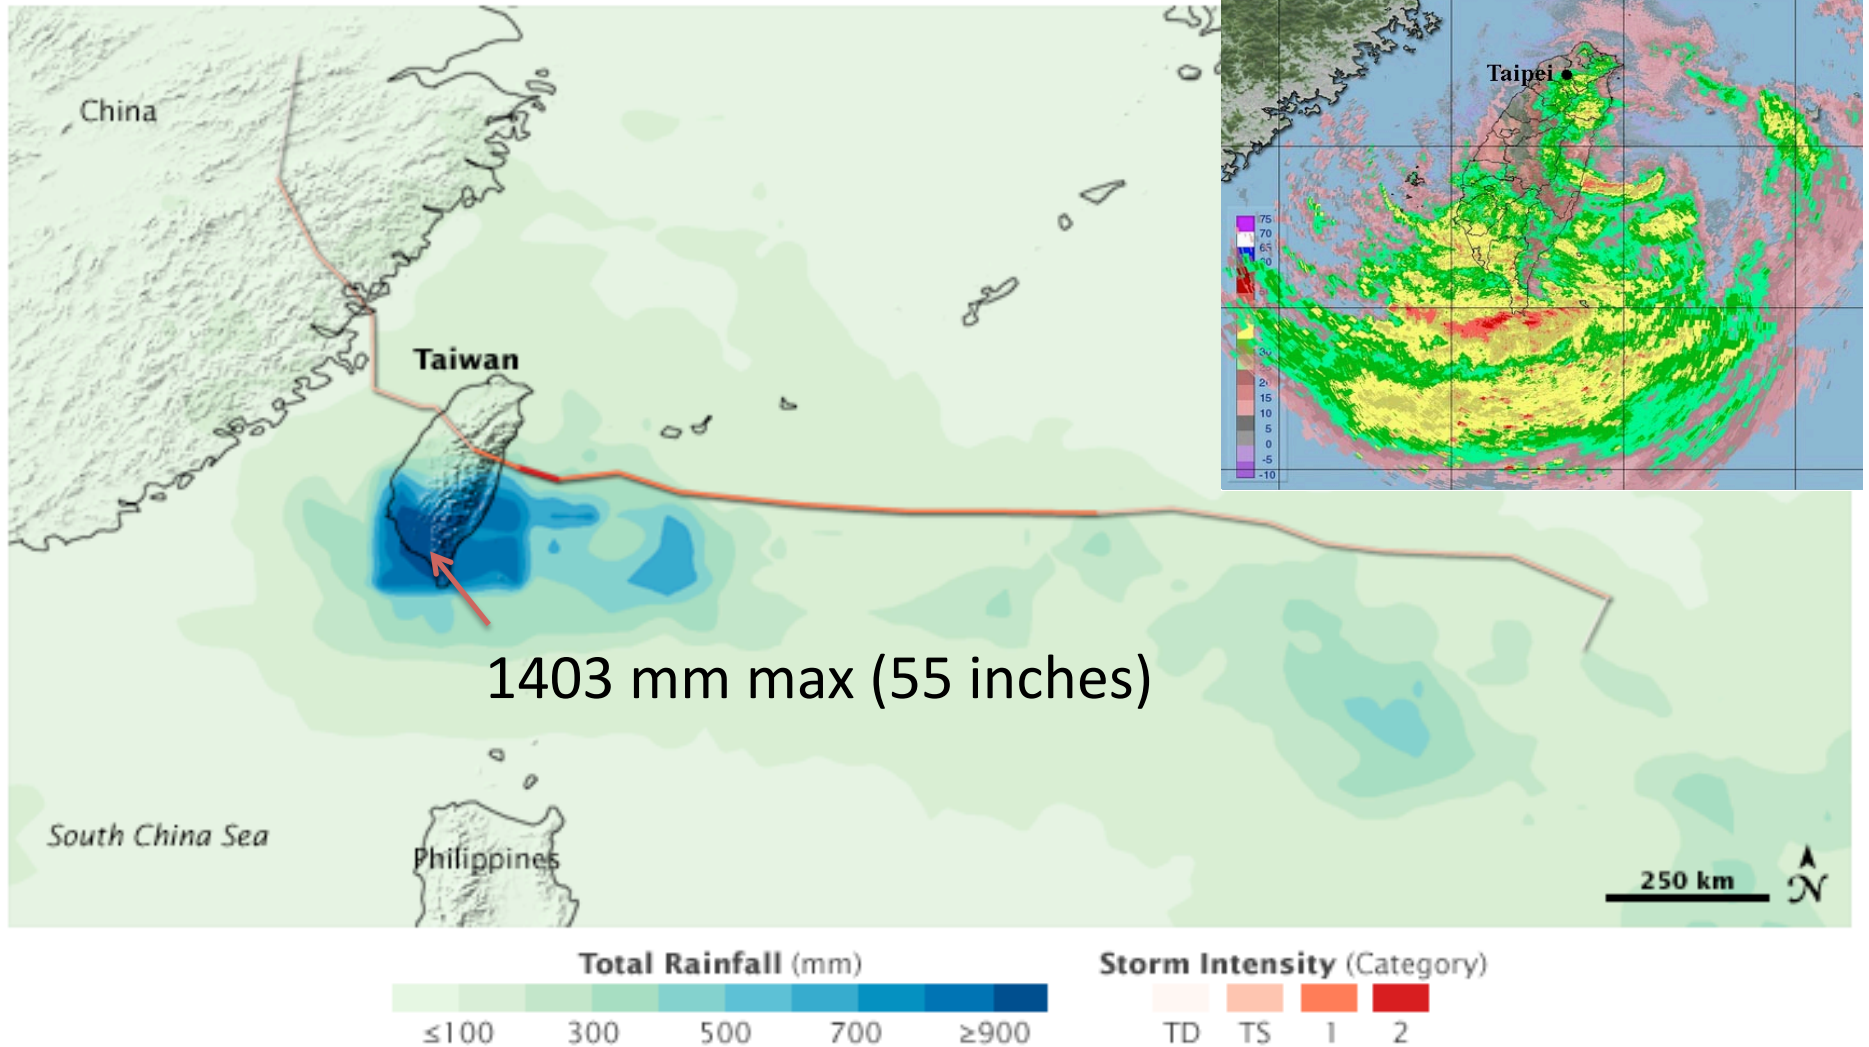 China
Taipei
75
70
65
Taiwan
15
10
5
0
-5
-10
1403 mm max (55 inches)
South China Sea
Philippines
250 km
N
Total Rainfall (mm)
≤100 300 500 700 ≥900
Storm Intensity (Category)
TD TS 1 2